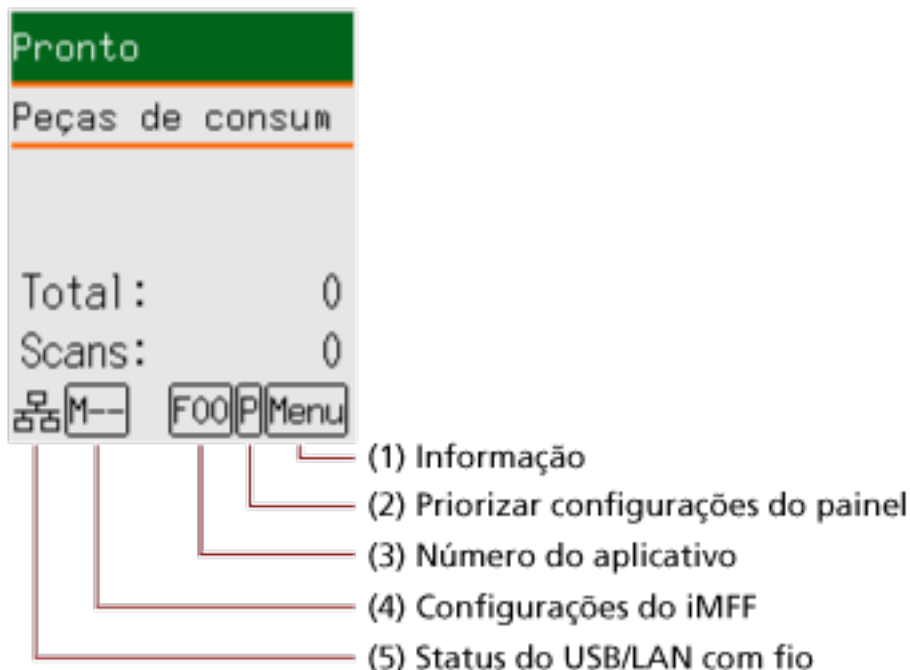 Pronto
Peças de consum
Total: 0
Scans: 0
M-- F00 P Menu
(1) Informação
(2) Priorizar configurações do painel
(3) Número do aplicativo
(4) Configurações do iMFF
(5) Status do USB/LAN com fio